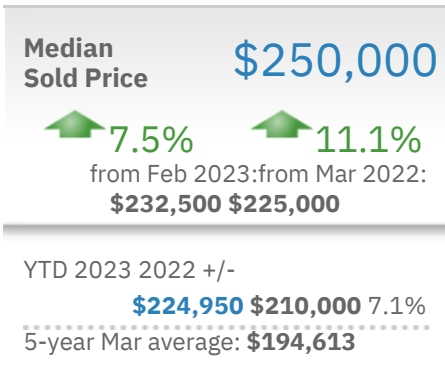 Median
Sold Price
$250,000
7.5%
11.1%
from Feb 2023:from Mar 2022:
$232,500 $225,000
YTD 2023 2022 +/-
$224,950 $210,000 7.1%
5-year Mar average: $194,613